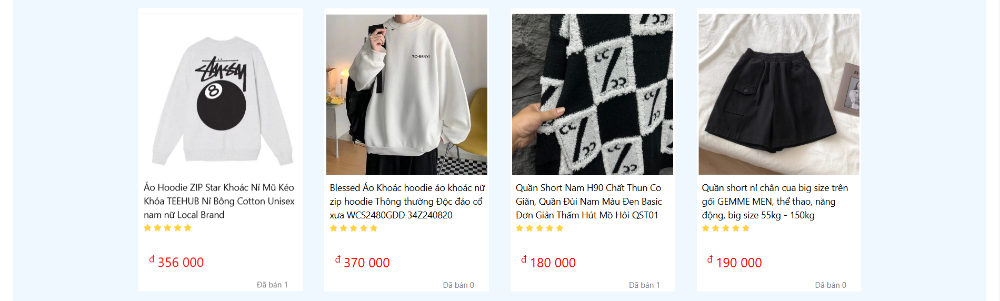 STÜSSY
8
Áo Hoodie ZIP Star Khoác Nỉ Mũ Kéo
Khóa TEEHUB Nỉ Bông Cotton Unisex
nam nữ Local Brand
đ 356 000
Đã bán 1
TO-BANYI
Blessed Áo Khoác hoodie áo khoác nữ
zip hoodie Thông thường Độc đáo cổ
xưa WCS2480GDD 34Z240820
đ 370 000
Đã bán 0
Quần Short Nam H90 Chất Thun Co
Giãn, Quần Đùi Nam Màu Đen Basic
Đơn Giản Thấm Hút Mồ Hôi QST01
đ 180 000
Đã bán 1
Quần short nỉ chân cua big size trên
gối GEMME MEN, thể thao, năng
động, big size 55kg - 150kg
đ 190 000
Đã bán 0